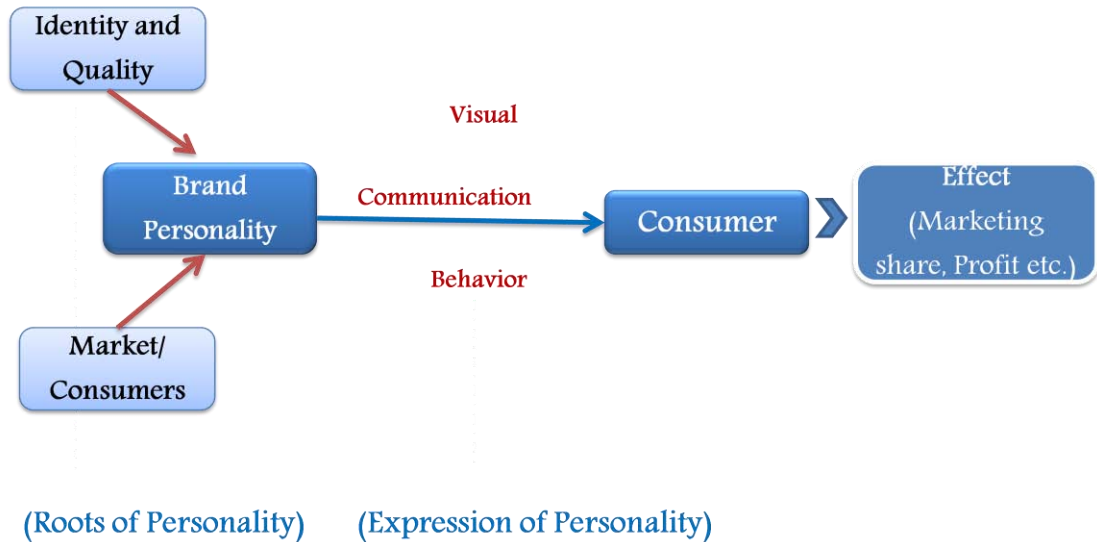 Identity and
Quality
Visual
Brand
Personality
Communication
Consumer
Effect
(Marketing
share, Profit etc.)
Behavior
Market/
Consumers
(Roots of Personality)
(Expression of Personality)